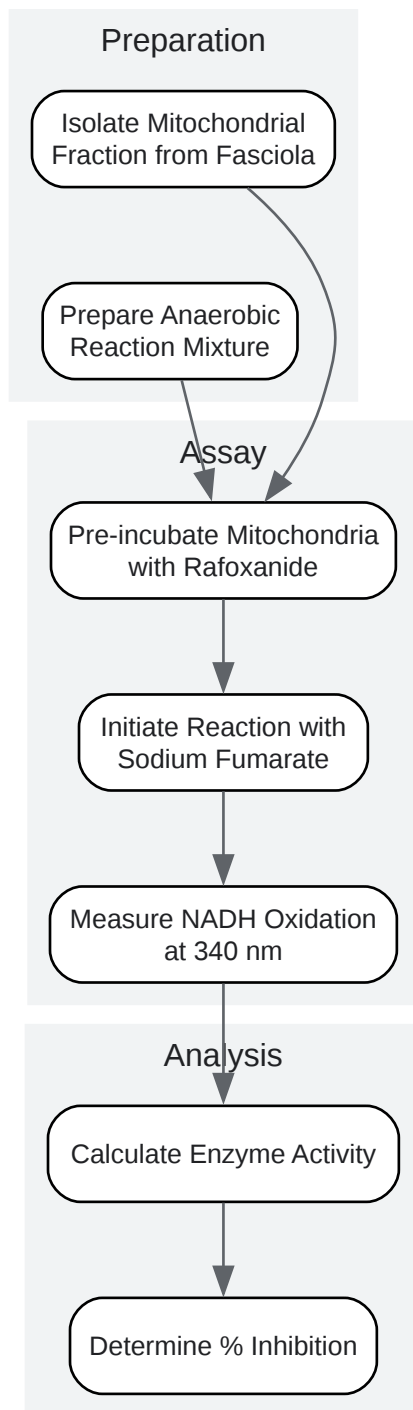 Preparation
Isolate Mitochondrial
Fraction from Fasciola
Prepare Anaerobic
Reaction Mixture
Assay
Pre-incubate Mitochondria
with Rafoxanide
Initiate Reaction with
Sodium Fumarate
Measure NADH Oxidation
at 340 nm
Analysis
Calculate Enzyme Activity
Determine % Inhibition